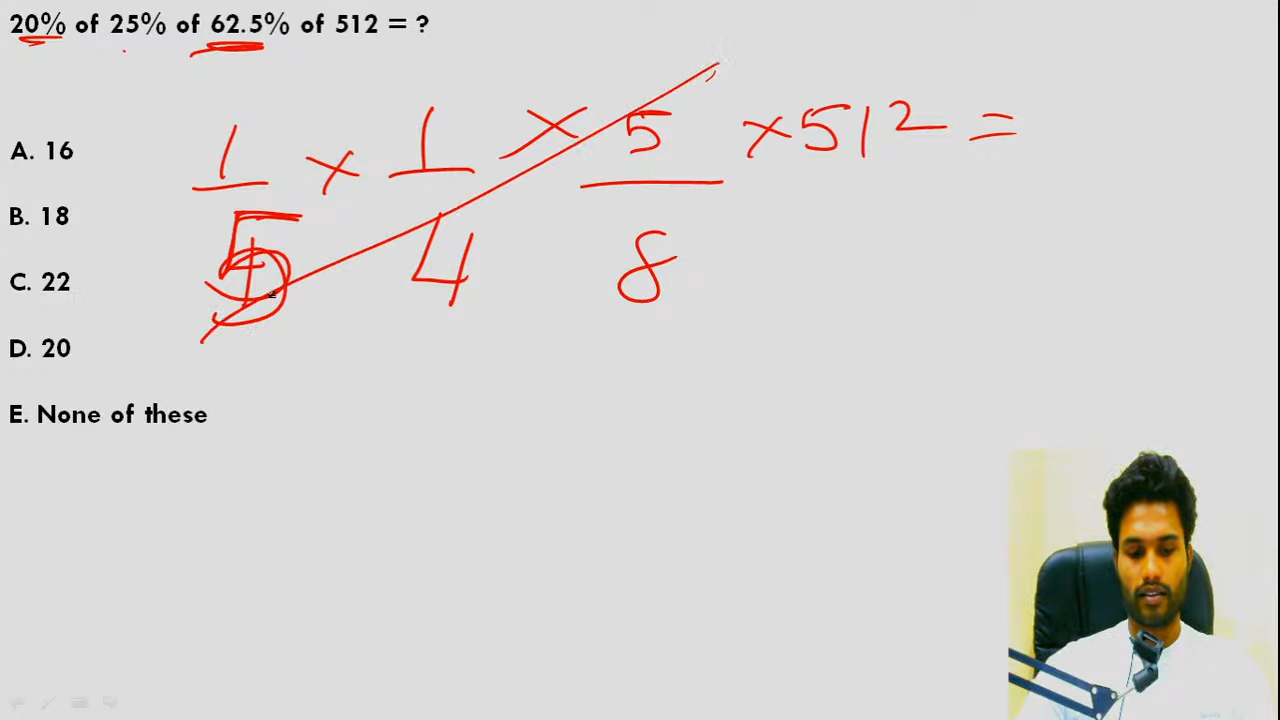 20% of 25% of 62.5% of 512 = ?
1 × 1 × 5 × 512 =
5 4 8
A. 16
B. 18
C. 22
D. 20
E. None of these